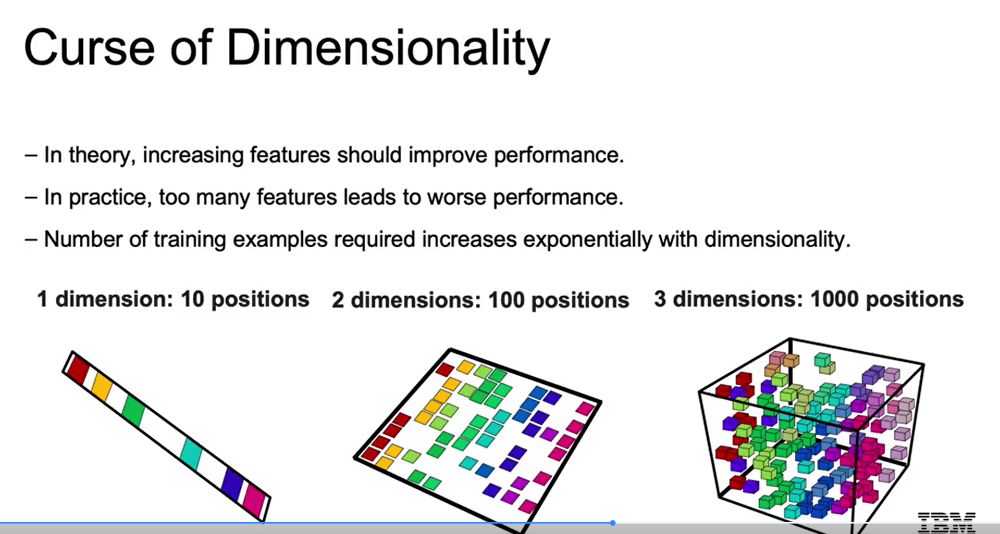 Curse of Dimensionality
– In theory, increasing features should improve performance.
– In practice, too many features leads to worse performance.
– Number of training examples required increases exponentially with dimensionality.
1 dimension: 10 positions
2 dimensions: 100 positions
3 dimensions: 1000 positions
IBM